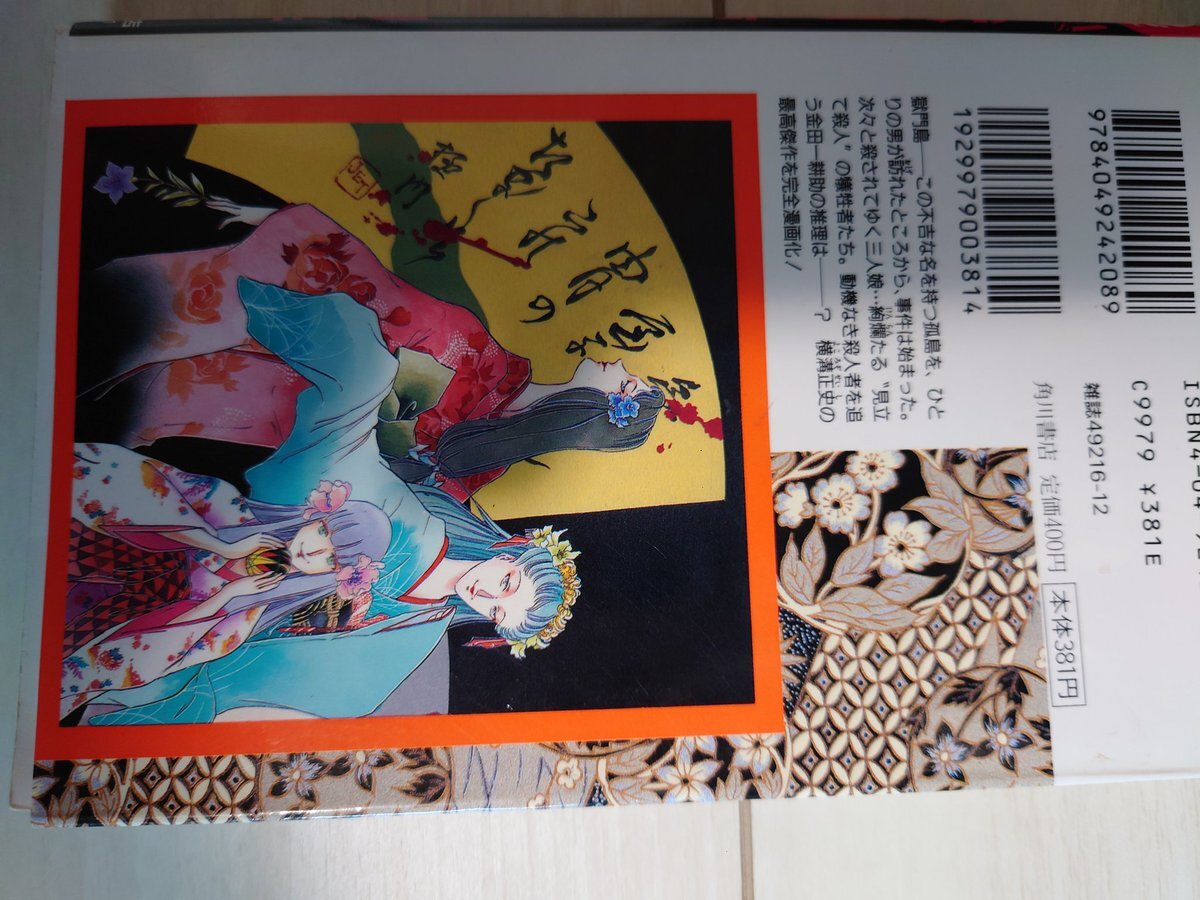 9784049242089
1929979003814
ISBN4-04
C9979 ¥381E
雑誌49216-12
角川書店 定価400円 本体381円
獄門島――この不吉な名を持つ孤島を、ひと
りの男が訪れたところから、事件は始まった。
次々と殺されてゆく三人娘…絢爛たる〝見立
て殺人〟の犠牲者たち。動機なき殺人者を追
う金田一耕助の推理は――？ 横溝正史の
最高傑作を完全漫画化！